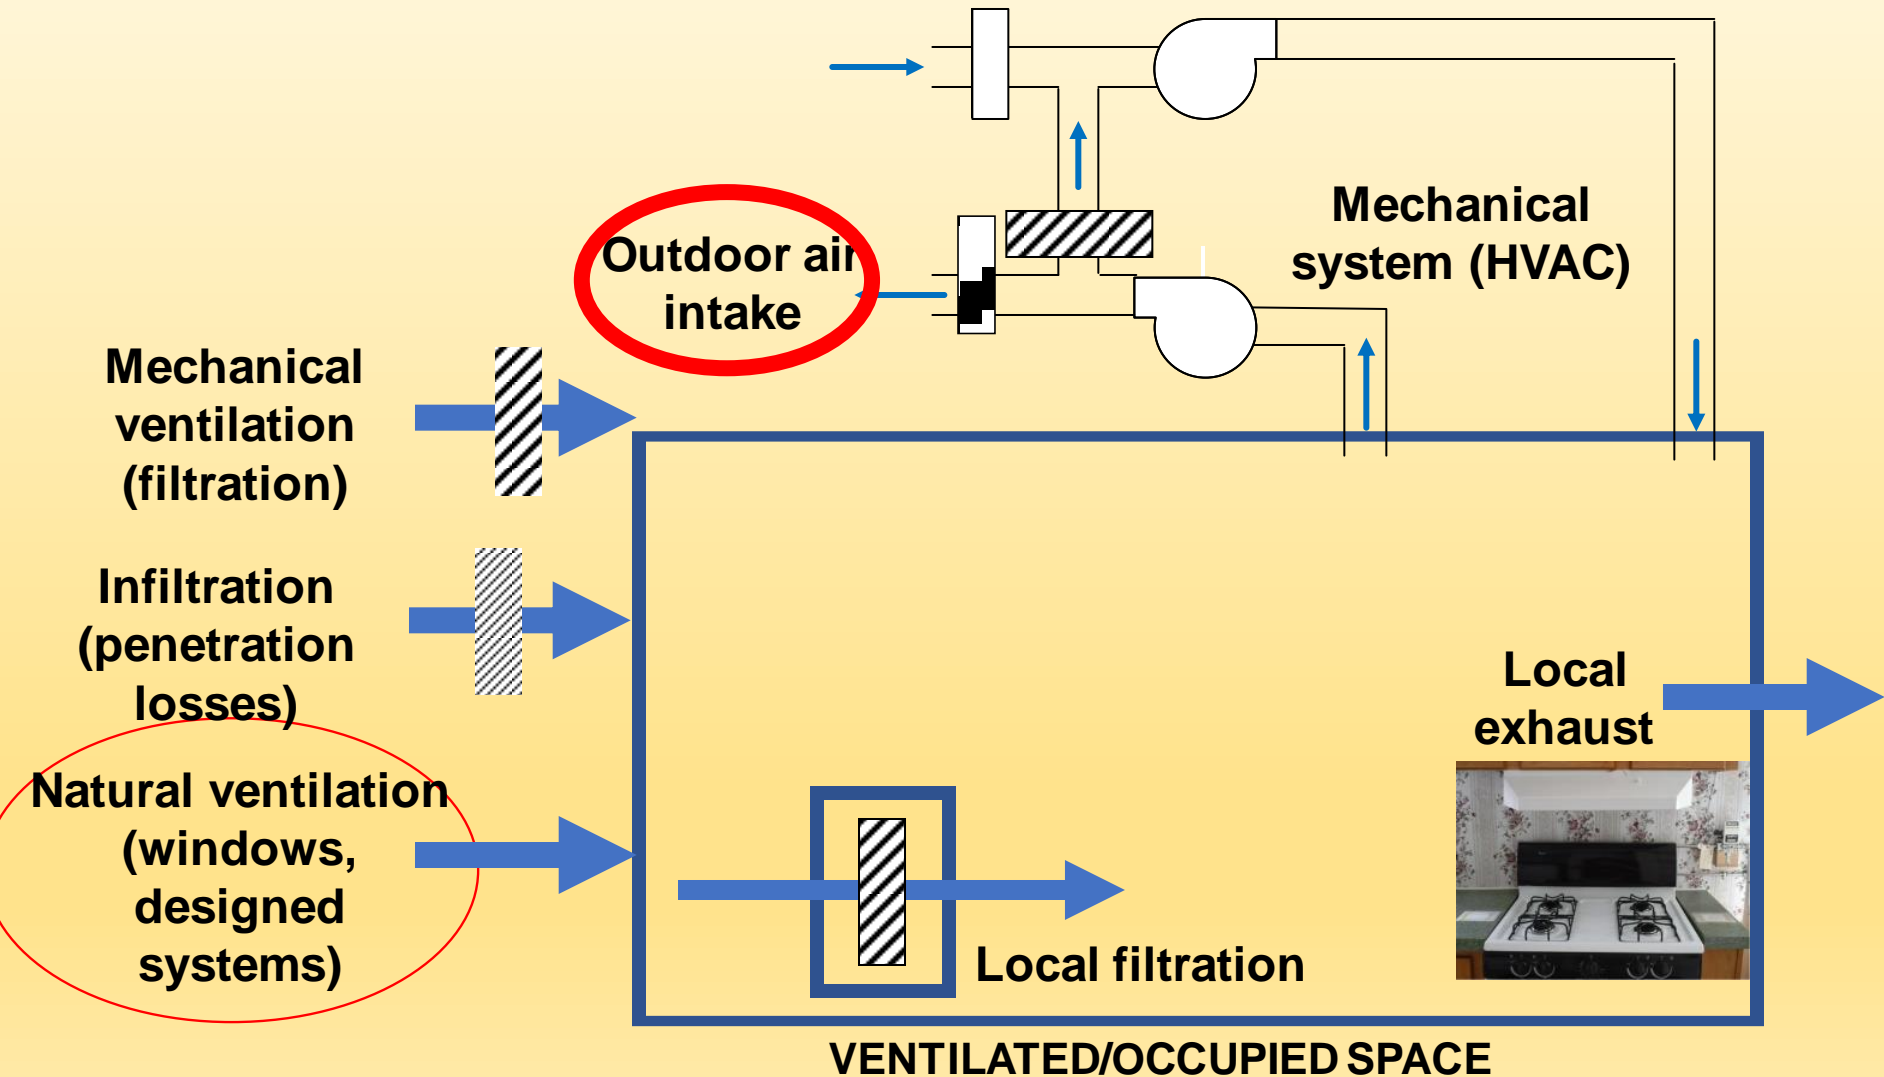 Outdoor air
intake
Mechanical
system (HVAC)
Mechanical
ventilation
(filtration)
Infiltration
(penetration
losses)
Natural ventilation
(windows,
designed
systems)
Local
exhaust
Local filtration
VENTILATED/OCCUPIED SPACE